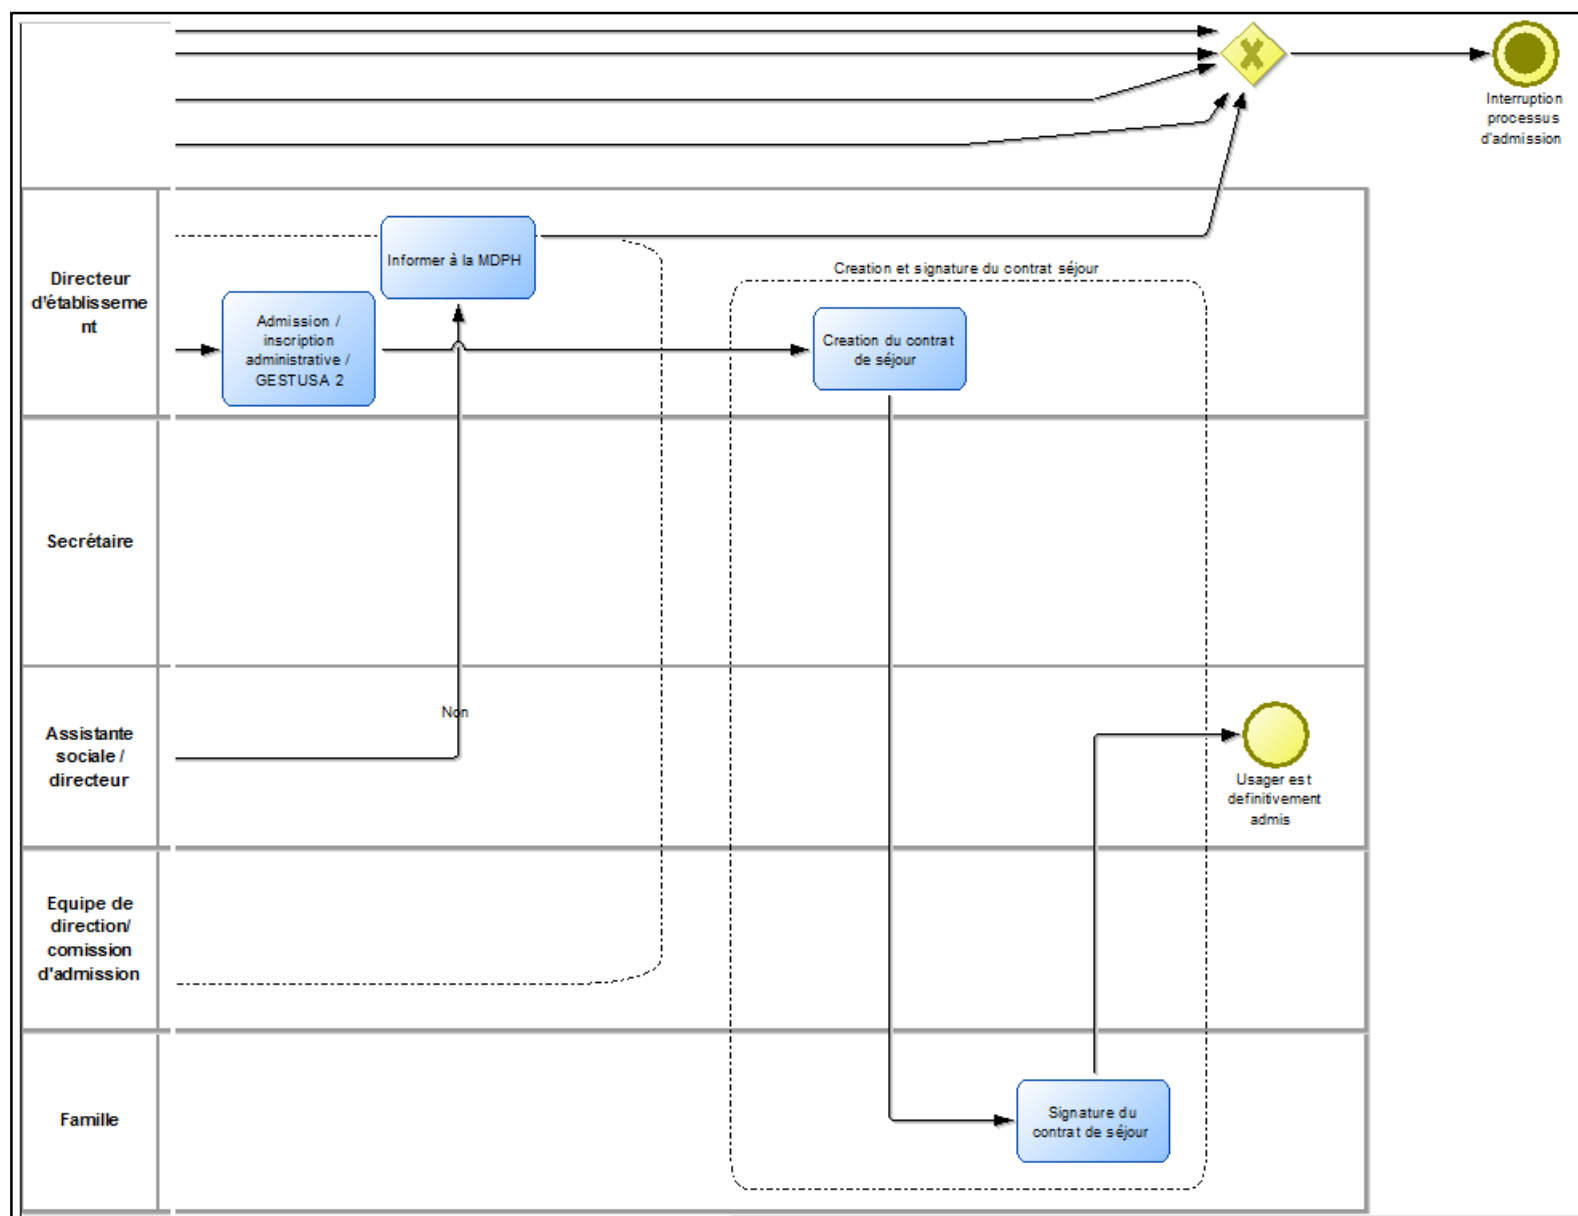 Interruption
processus
d'admission
Directeur
d'établisseme
nt
Informer à la MDPH
Admission /
inscription
administrative /
GESTUSA 2
Creation et signature du contrat séjour
Creation du contrat
de séjour
Secrétaire
Assistante
sociale /
directeur
Non
Usager est
definitivement
admis
Equipe de
direction/
comission
d'admission
Famille
Signature du
contrat de séjour